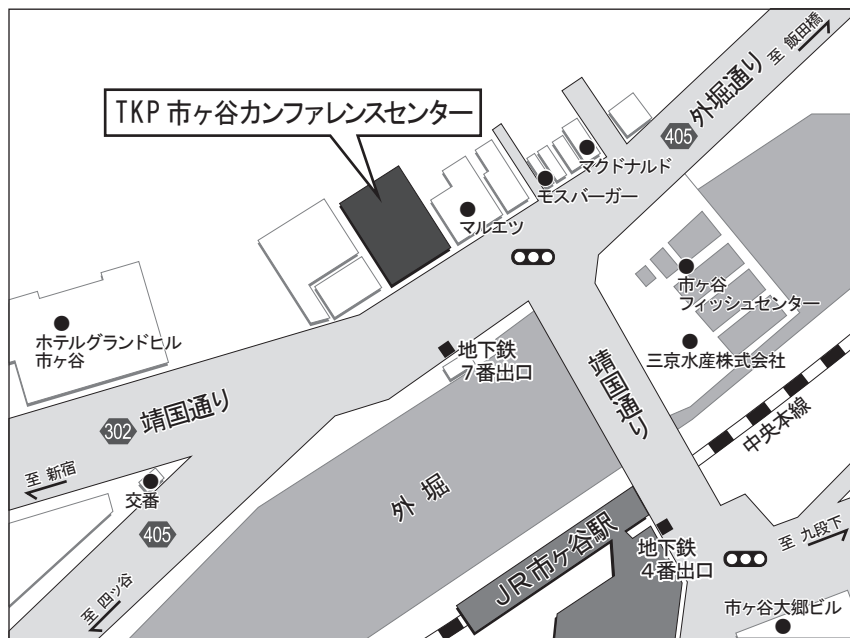 至 飯田橋
外堀通り
405
TKP 市ヶ谷カンファレンスセンター
マクドナルド
モスバーガー
マルエツ
市ヶ谷
フィッシュセンター
ホテルグランドヒル
市ヶ谷
地下鉄
7番出口
三京水産株式会社
靖国通り
302
靖国通り
中央本線
至 新宿
交番
外 堀
405
JR市ヶ谷駅
地下鉄
4番出口
至 九段下
至 四ツ谷
市ヶ谷大郷ビル